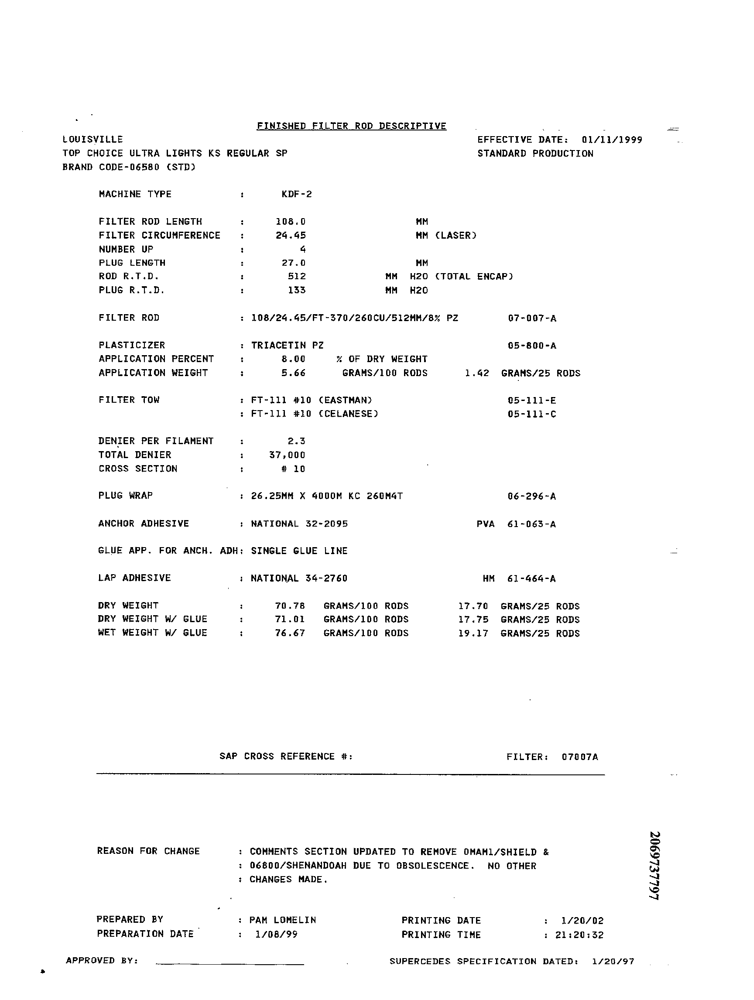 FINISHED FILTER ROD DESCRIPTIVE
LOUISVILLE EFFECTIVE DATE: 01/11/1999
TOP CHOICE ULTRA LIGHTS KS REGULAR SP STANDARD PRODUCTION
BRAND CODE-06580 (STD)
MACHINE TYPE : KDF-2
FILTER ROD LENGTH : 108.0 MM
FILTER CIRCUMFERENCE : 24.45 MM (LASER)
NUMBER UP : 4
PLUG LENGTH : 27.0 MM
ROD R.T.D. : 512 MM H2O (TOTAL ENCAP)
PLUG R.T.D. : 133 MM H2O
FILTER ROD : 108/24.45/FT-370/260CU/512MM/8% PZ 07-007-A
PLASTICIZER : TRIACETIN PZ 05-800-A
APPLICATION PERCENT : 8.00 % OF DRY WEIGHT
APPLICATION WEIGHT : 5.66 GRAMS/100 RODS 1.42 GRAMS/25 RODS
FILTER TOW : FT-111 #10 (EASTMAN) 05-111-E
: FT-111 #10 (CELANESE) 05-111-C
DENIER PER FILAMENT : 2.3
TOTAL DENIER : 37,000
CROSS SECTION : # 10
PLUG WRAP : 26.25MM X 4000M KC 260M4T 06-296-A
ANCHOR ADHESIVE : NATIONAL 32-2095 PVA 61-063-A
GLUE APP. FOR ANCH. ADH: SINGLE GLUE LINE
LAP ADHESIVE : NATIONAL 34-2760 HM 61-464-A
DRY WEIGHT : 70.78 GRAMS/100 RODS 17.70 GRAMS/25 RODS
DRY WEIGHT W/ GLUE : 71.01 GRAMS/100 RODS 17.75 GRAMS/25 RODS
WET WEIGHT W/ GLUE : 76.67 GRAMS/100 RODS 19.17 GRAMS/25 RODS
SAP CROSS REFERENCE #: FILTER: 07007A
REASON FOR CHANGE : COMMENTS SECTION UPDATED TO REMOVE OMAM1/SHIELD &
: 06800/SHENANDOAH DUE TO OBSOLESCENCE. NO OTHER
: CHANGES MADE.
PREPARED BY : PAM LOMELIN PRINTING DATE : 1/20/02
PREPARATION DATE : 1/08/99 PRINTING TIME : 21:20:32
APPROVED BY: SUPERCEDES SPECIFICATION DATED: 1/20/97
2069737797